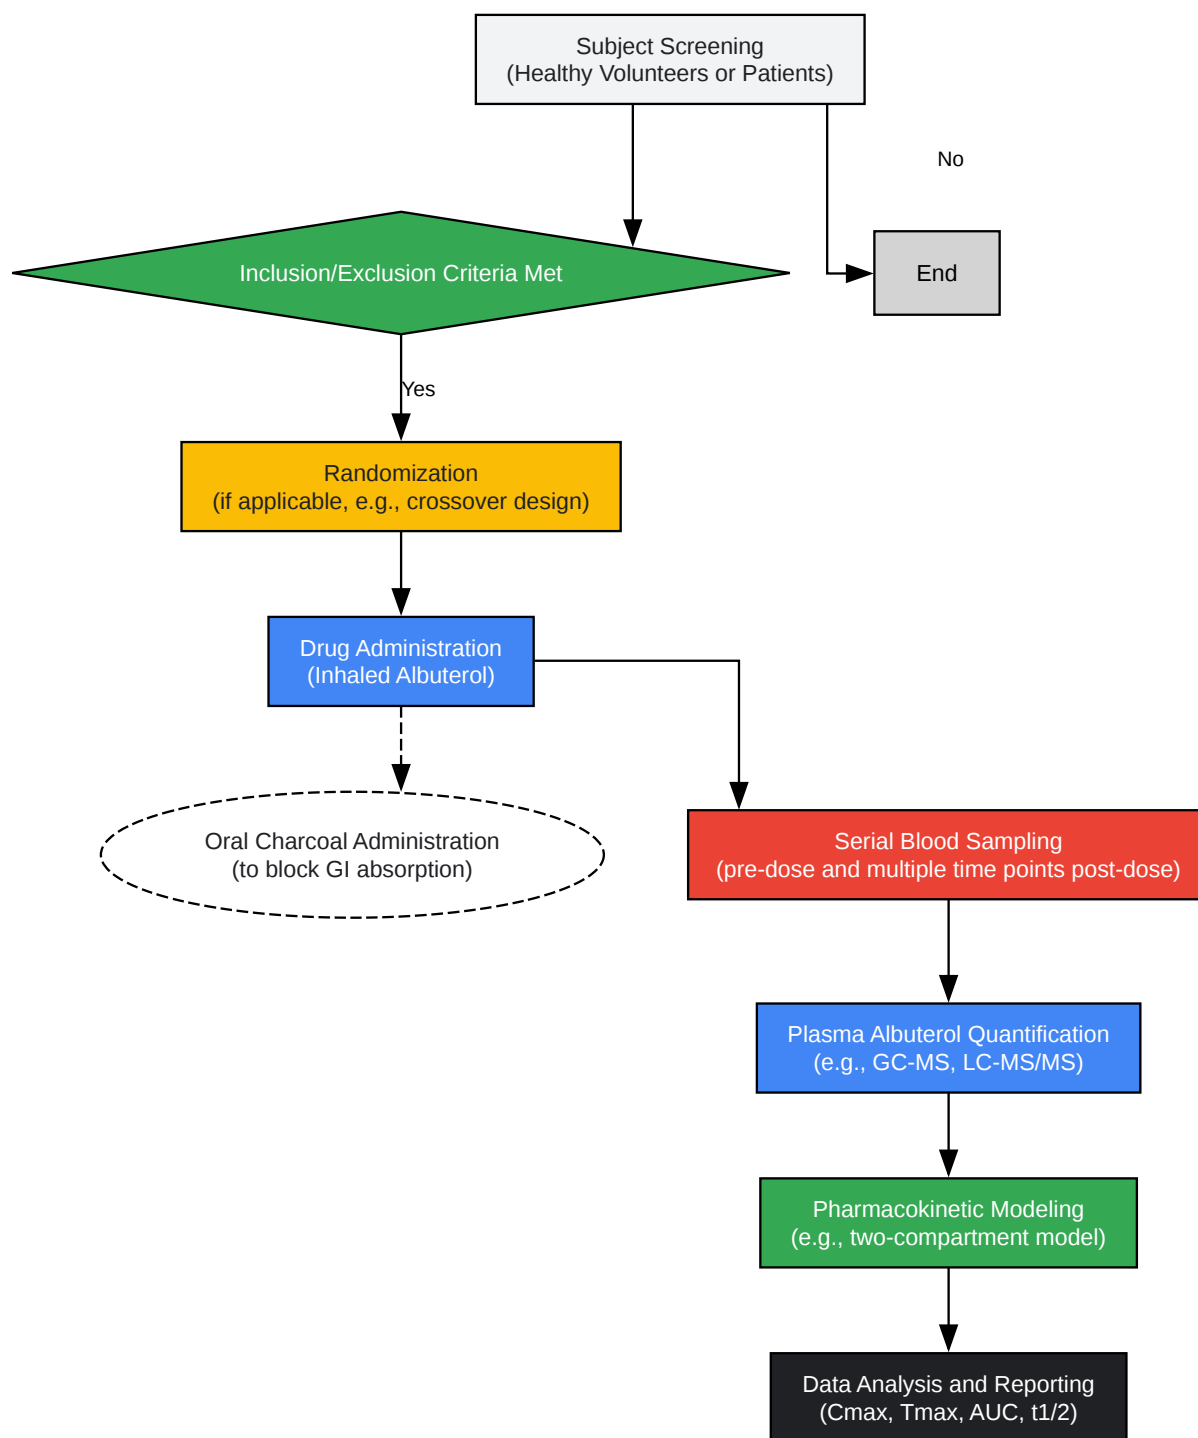 Subject Screening
(Healthy Volunteers or Patients)
No
Inclusion/Exclusion Criteria Met
End
Yes
Randomization
(if applicable, e.g., crossover design)
Drug Administration
(Inhaled Albuterol)
Oral Charcoal Administration
(to block GI absorption)
Serial Blood Sampling
(pre-dose and multiple time points post-dose)
Plasma Albuterol Quantification
(e.g., GC-MS, LC-MS/MS)
Pharmacokinetic Modeling
(e.g., two-compartment model)
Data Analysis and Reporting
(Cmax, Tmax, AUC, t1/2)